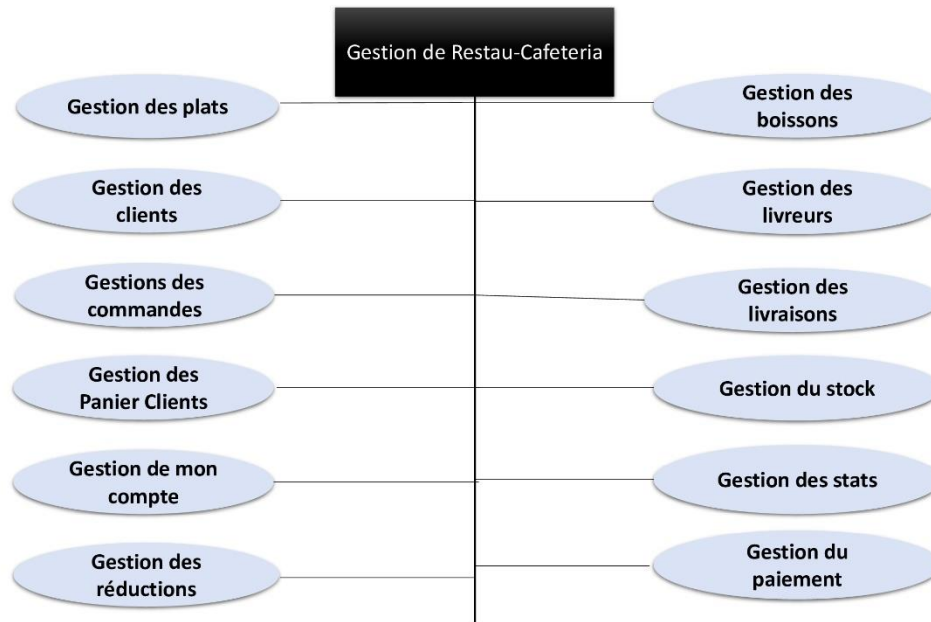 Gestion de Restau-Cafeteria
Gestion des plats
Gestion des
boissons
Gestion des
clients
Gestion des
livreurs
Gestions des
commandes
Gestion des
livraisons
Gestion des
Panier Clients
Gestion du stock
Gestion de mon
compte
Gestion des stats
Gestion des
réductions
Gestion du
paiement